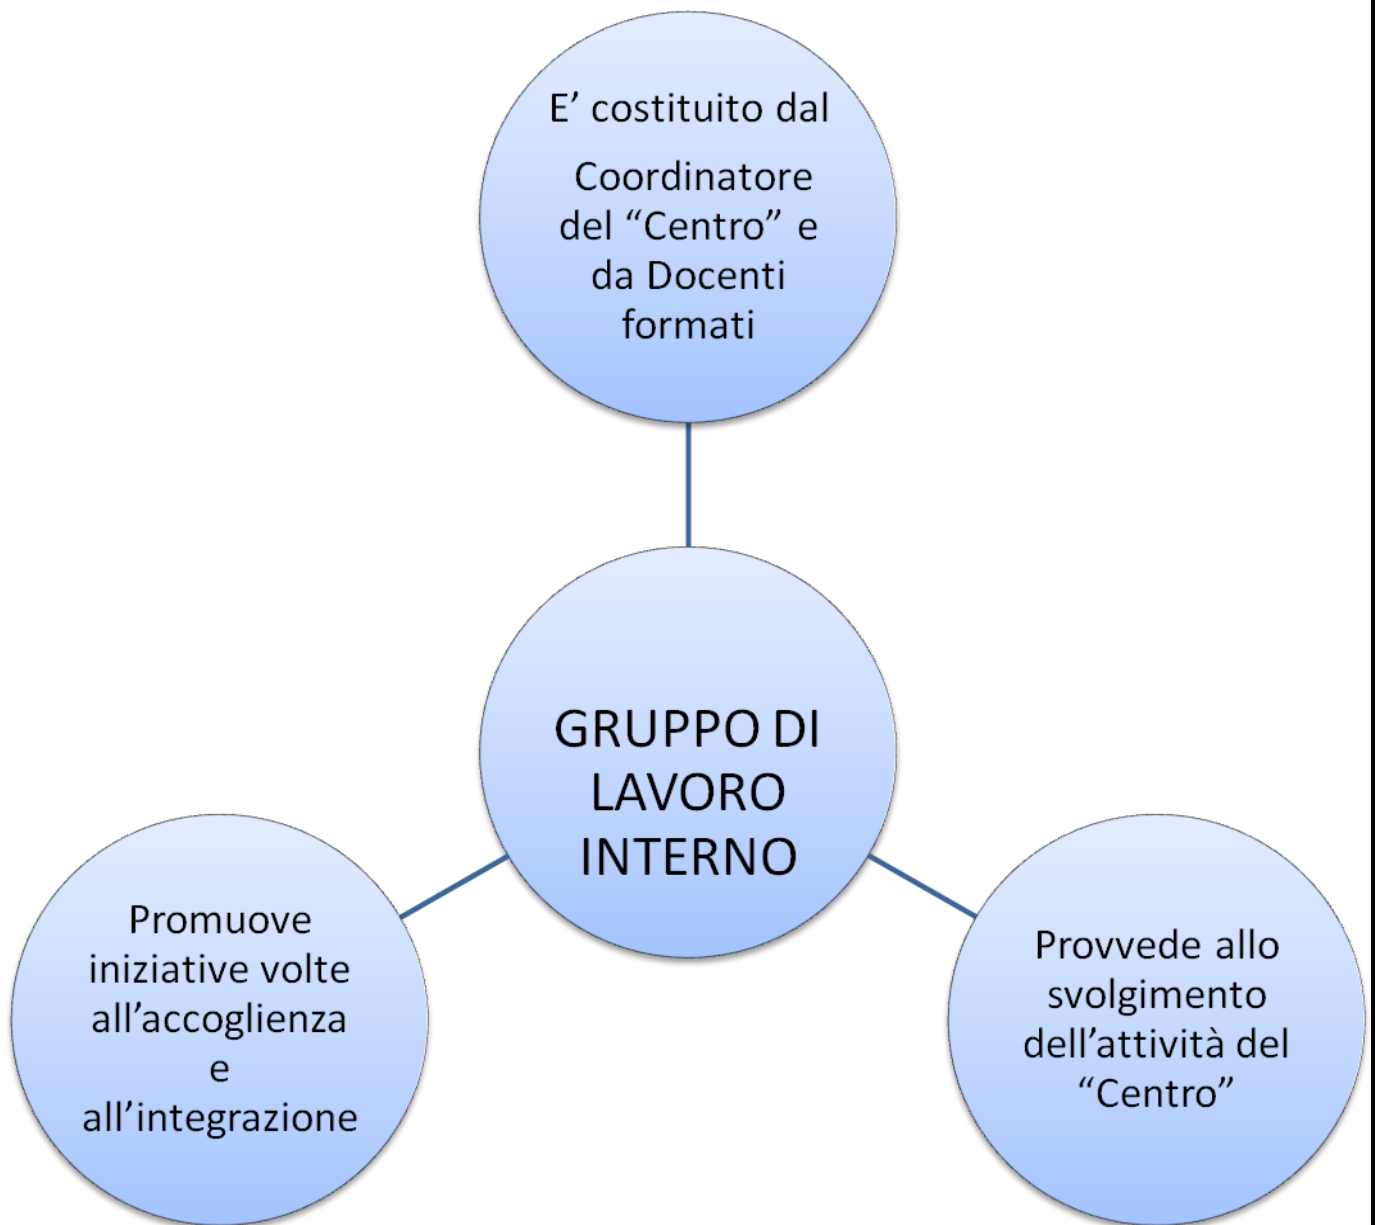 E’ costituito dal
Coordinatore
del “Centro” e
da Docenti
formati
GRUPPO DI
LAVORO
INTERNO
Promuove
iniziative volte
all’accoglienza
e
all’integrazione
Provvede allo
svolgimento
dell’attività del
“Centro”